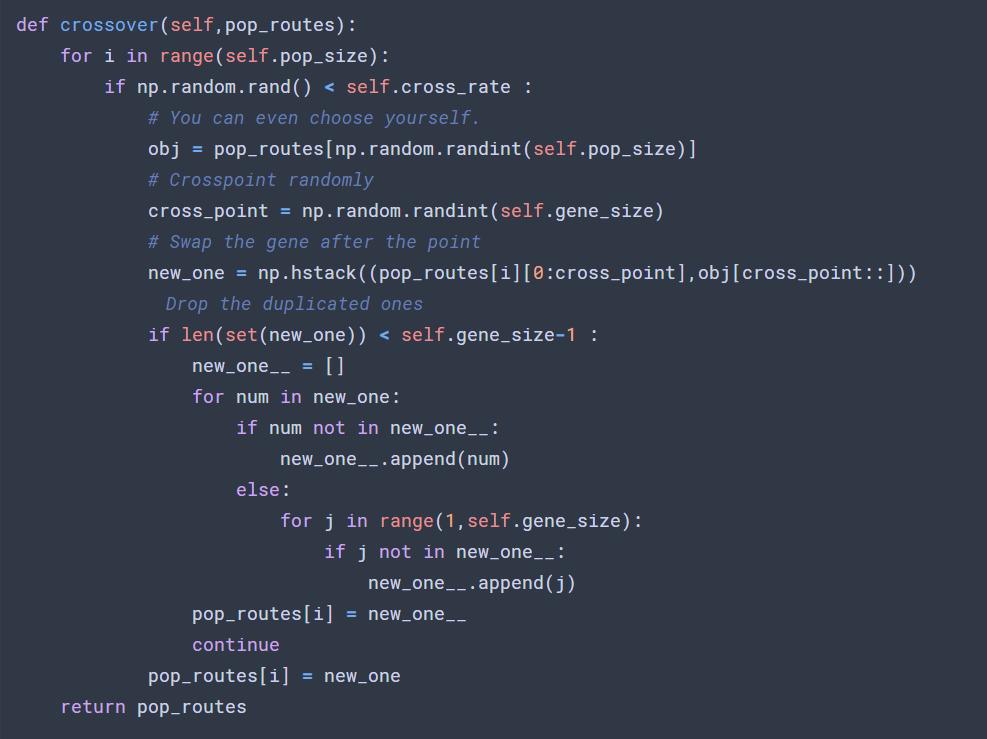 def crossover(self,pop_routes):
    for i in range(self.pop_size):
        if np.random.rand() < self.cross_rate :
            # You can even choose yourself.
            obj = pop_routes[np.random.randint(self.pop_size)]
            # Crosspoint randomly
            cross_point = np.random.randint(self.gene_size)
            # Swap the gene after the point
            new_one = np.hstack((pop_routes[i][0:cross_point],obj[cross_point::]))
              Drop the duplicated ones
            if len(set(new_one)) < self.gene_size-1 :
                new_one__ = []
                for num in new_one:
                    if num not in new_one__:
                        new_one__.append(num)
                    else:
                        for j in range(1,self.gene_size):
                            if j not in new_one__:
                                new_one__.append(j)
                pop_routes[i] = new_one__
                continue
            pop_routes[i] = new_one
    return pop_routes